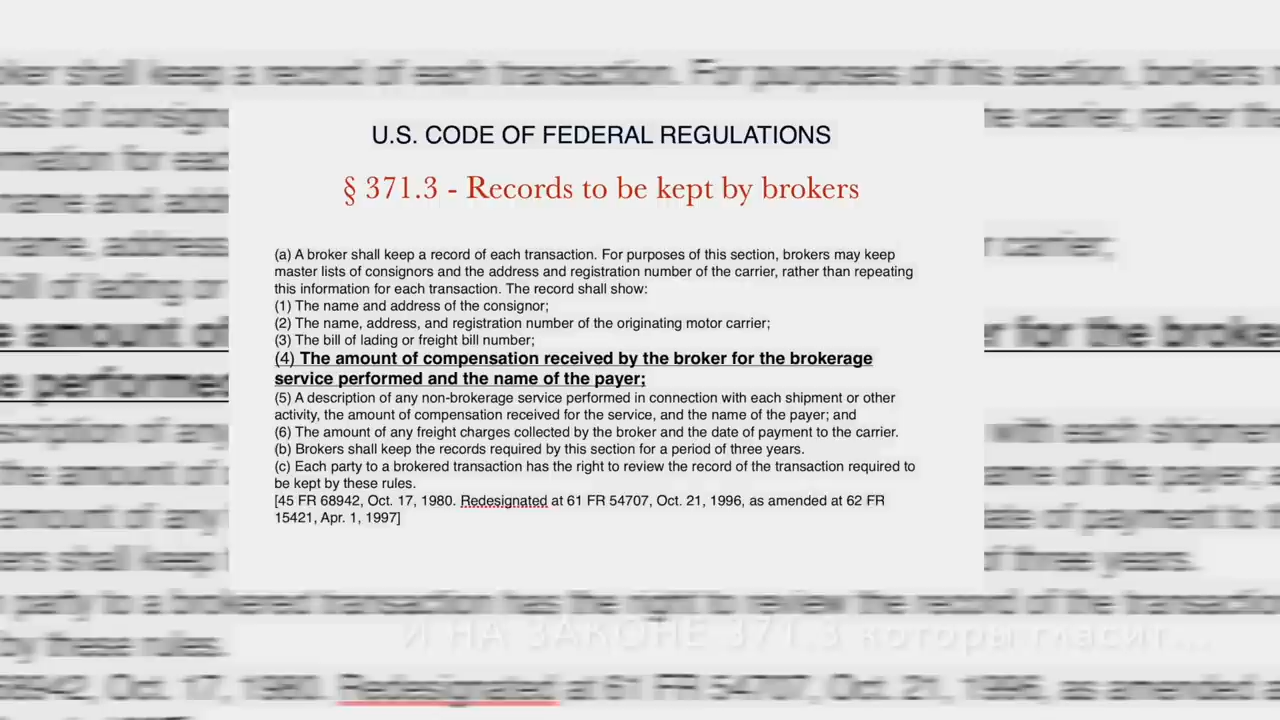 U.S. CODE OF FEDERAL REGULATIONS
§ 371.3 - Records to be kept by brokers
(a) A broker shall keep a record of each transaction. For purposes of this section, brokers may keep
master lists of consignors and the address and registration number of the carrier, rather than repeating
this information for each transaction. The record shall show:
(1) The name and address of the consignor;
(2) The name, address, and registration number of the originating motor carrier;
(3) The bill of lading or freight bill number;
(4) The amount of compensation received by the broker for the brokerage
service performed and the name of the payer;
(5) A description of any non-brokerage service performed in connection with each shipment or other
activity, the amount of compensation received for the service, and the name of the payer; and
(6) The amount of any freight charges collected by the broker and the date of payment to the carrier.
(b) Brokers shall keep the records required by this section for a period of three years.
(c) Each party to a brokered transaction has the right to review the record of the transaction required to
be kept by these rules.
[45 FR 68942, Oct. 17, 1980. Redesignated at 61 FR 54707, Oct. 21, 1996, as amended at 62 FR
15421, Apr. 1, 1997]
И НА ЗАКОНЕ 371.3 которы гласит...